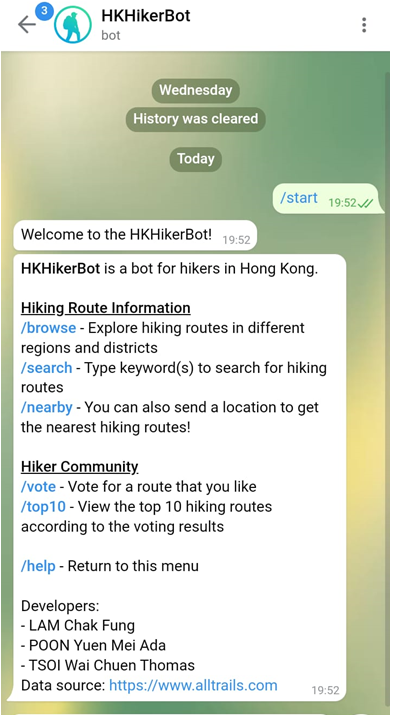 3
HKHikerBot
bot
Wednesday
History was cleared
Today
/start 19:52
Welcome to the HKHikerBot! 19:52
HKHikerBot is a bot for hikers in Hong Kong.
Hiking Route Information
/browse - Explore hiking routes in different
regions and districts
/search - Type keyword(s) to search for hiking
routes
/nearby - You can also send a location to get
the nearest hiking routes!
Hiker Community
/vote - Vote for a route that you like
/top10 - View the top 10 hiking routes
according to the voting results
/help - Return to this menu
Developers:
- LAM Chak Fung
- POON Yuen Mei Ada
- TSOI Wai Chuen Thomas
Data source: https://www.alltrails.com 19:52